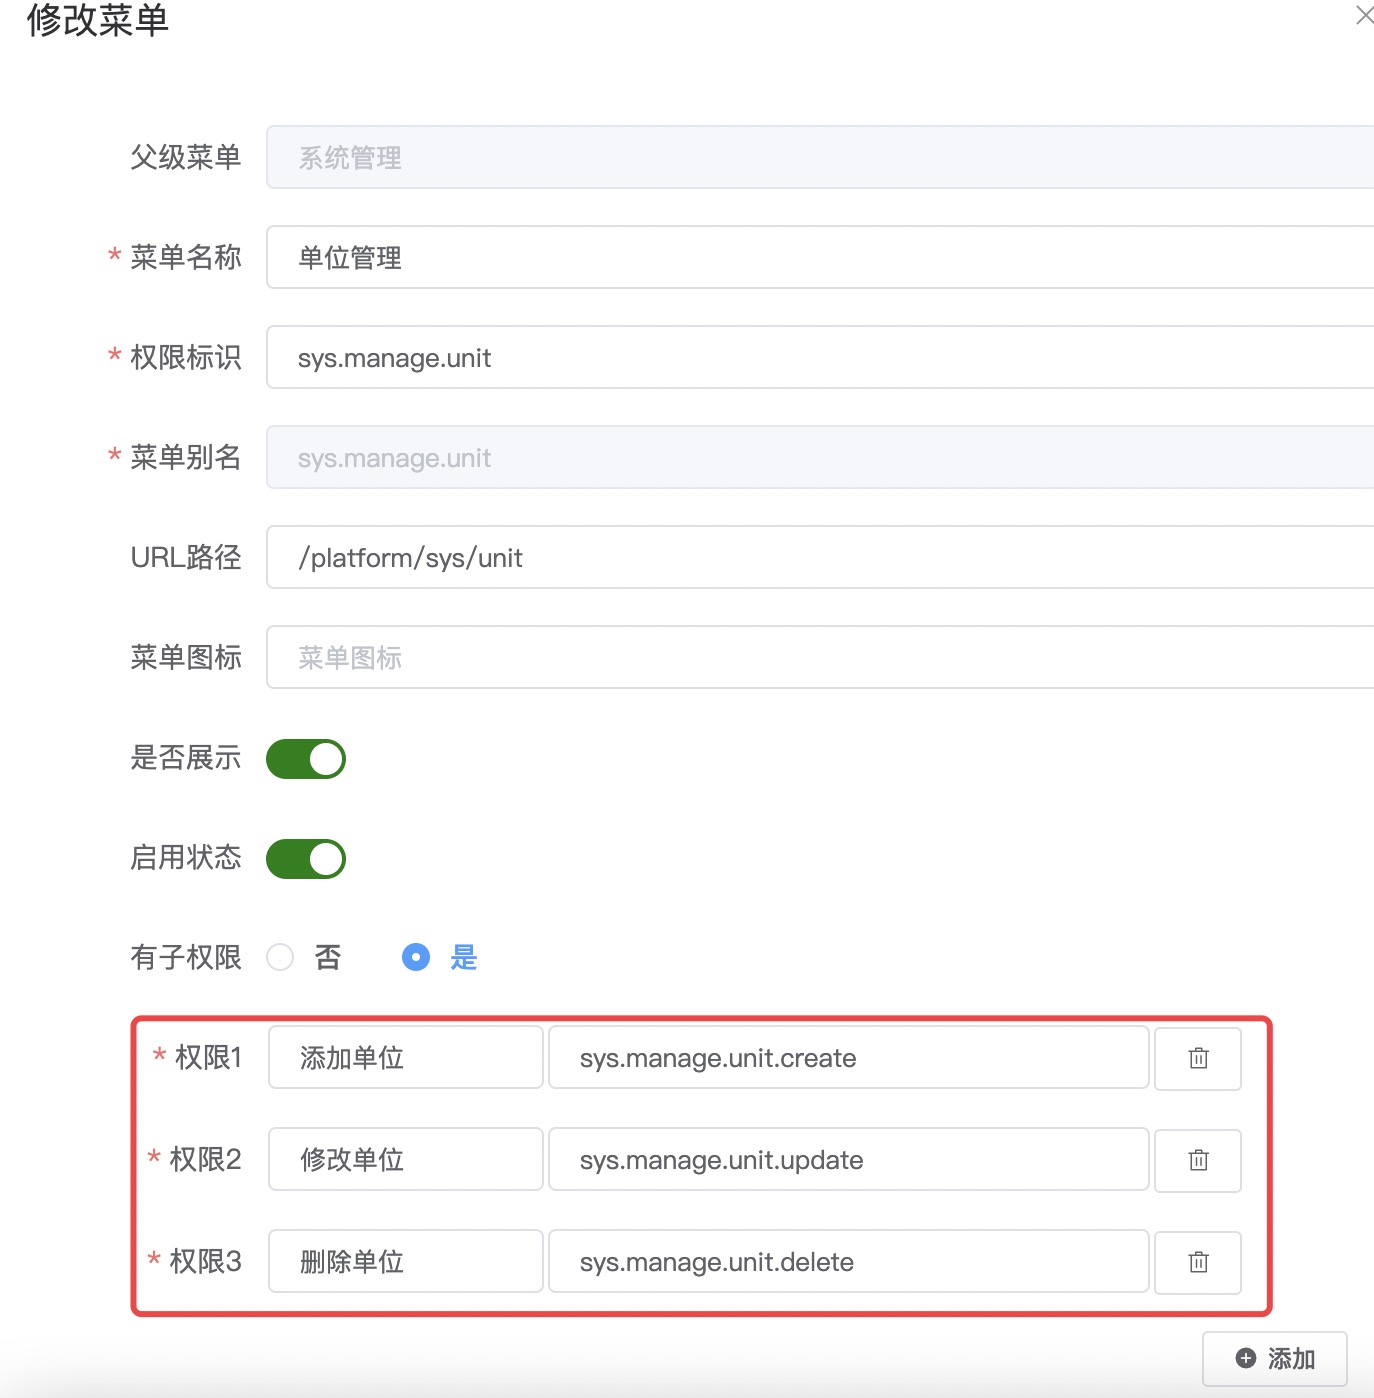 修改菜单
父级菜单 系统管理
* 菜单名称 单位管理
* 权限标识 sys.manage.unit
* 菜单别名 sys.manage.unit
URL路径 /platform/sys/unit
菜单图标 菜单图标
是否展示
启用状态
有子权限 否 是
* 权限1 添加单位 sys.manage.unit.create
* 权限2 修改单位 sys.manage.unit.update
* 权限3 删除单位 sys.manage.unit.delete
添加